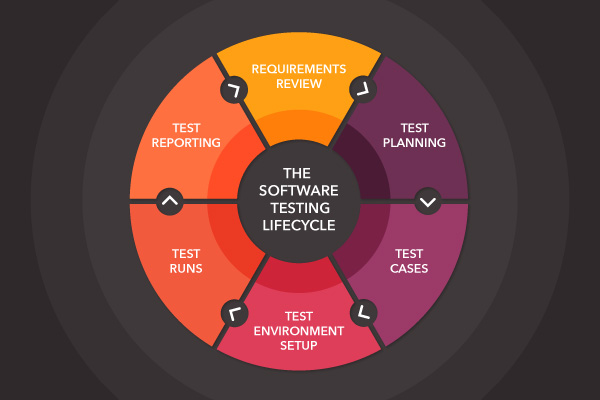 REQUIREMENTS
REVIEW
TEST
PLANNING
TEST
CASES
TEST
ENVIRONMENT
SETUP
TEST
RUNS
TEST
REPORTING
THE
SOFTWARE
TESTING
LIFECYCLE